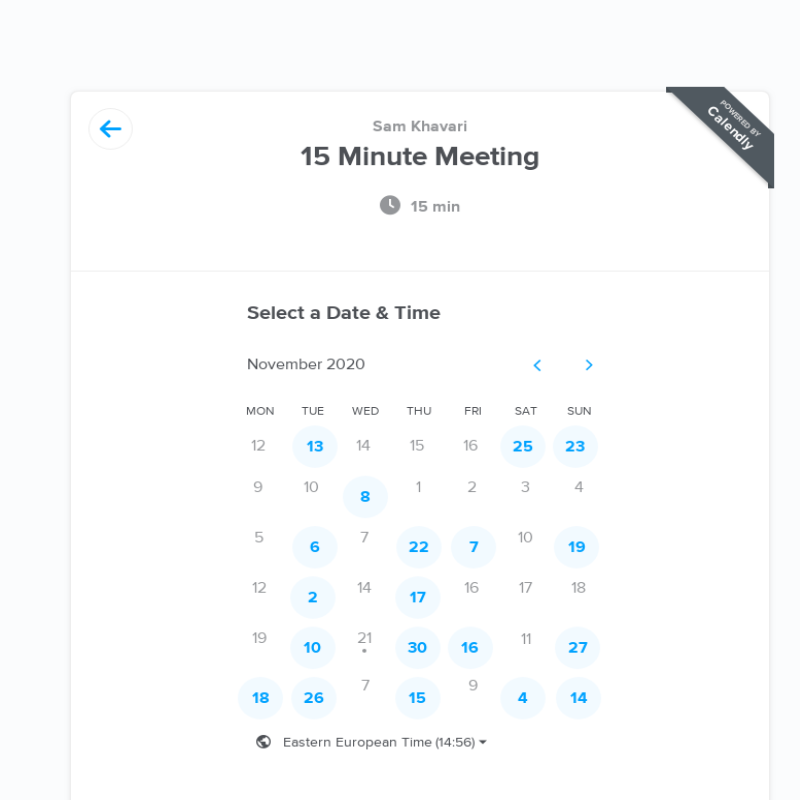 POWERED BY
Calendly
Sam Khavari
15 Minute Meeting
15 min
Select a Date & Time
November 2020
MON TUE WED THU FRI SAT SUN
12 13 14 15 16 25 23
9 10 8 1 2 3 4
5 6 7 22 7 10 19
12 2 14 17 16 17 18
19 10 21 30 16 11 27
18 26 7 15 9 4 14
Eastern European Time (14:56)